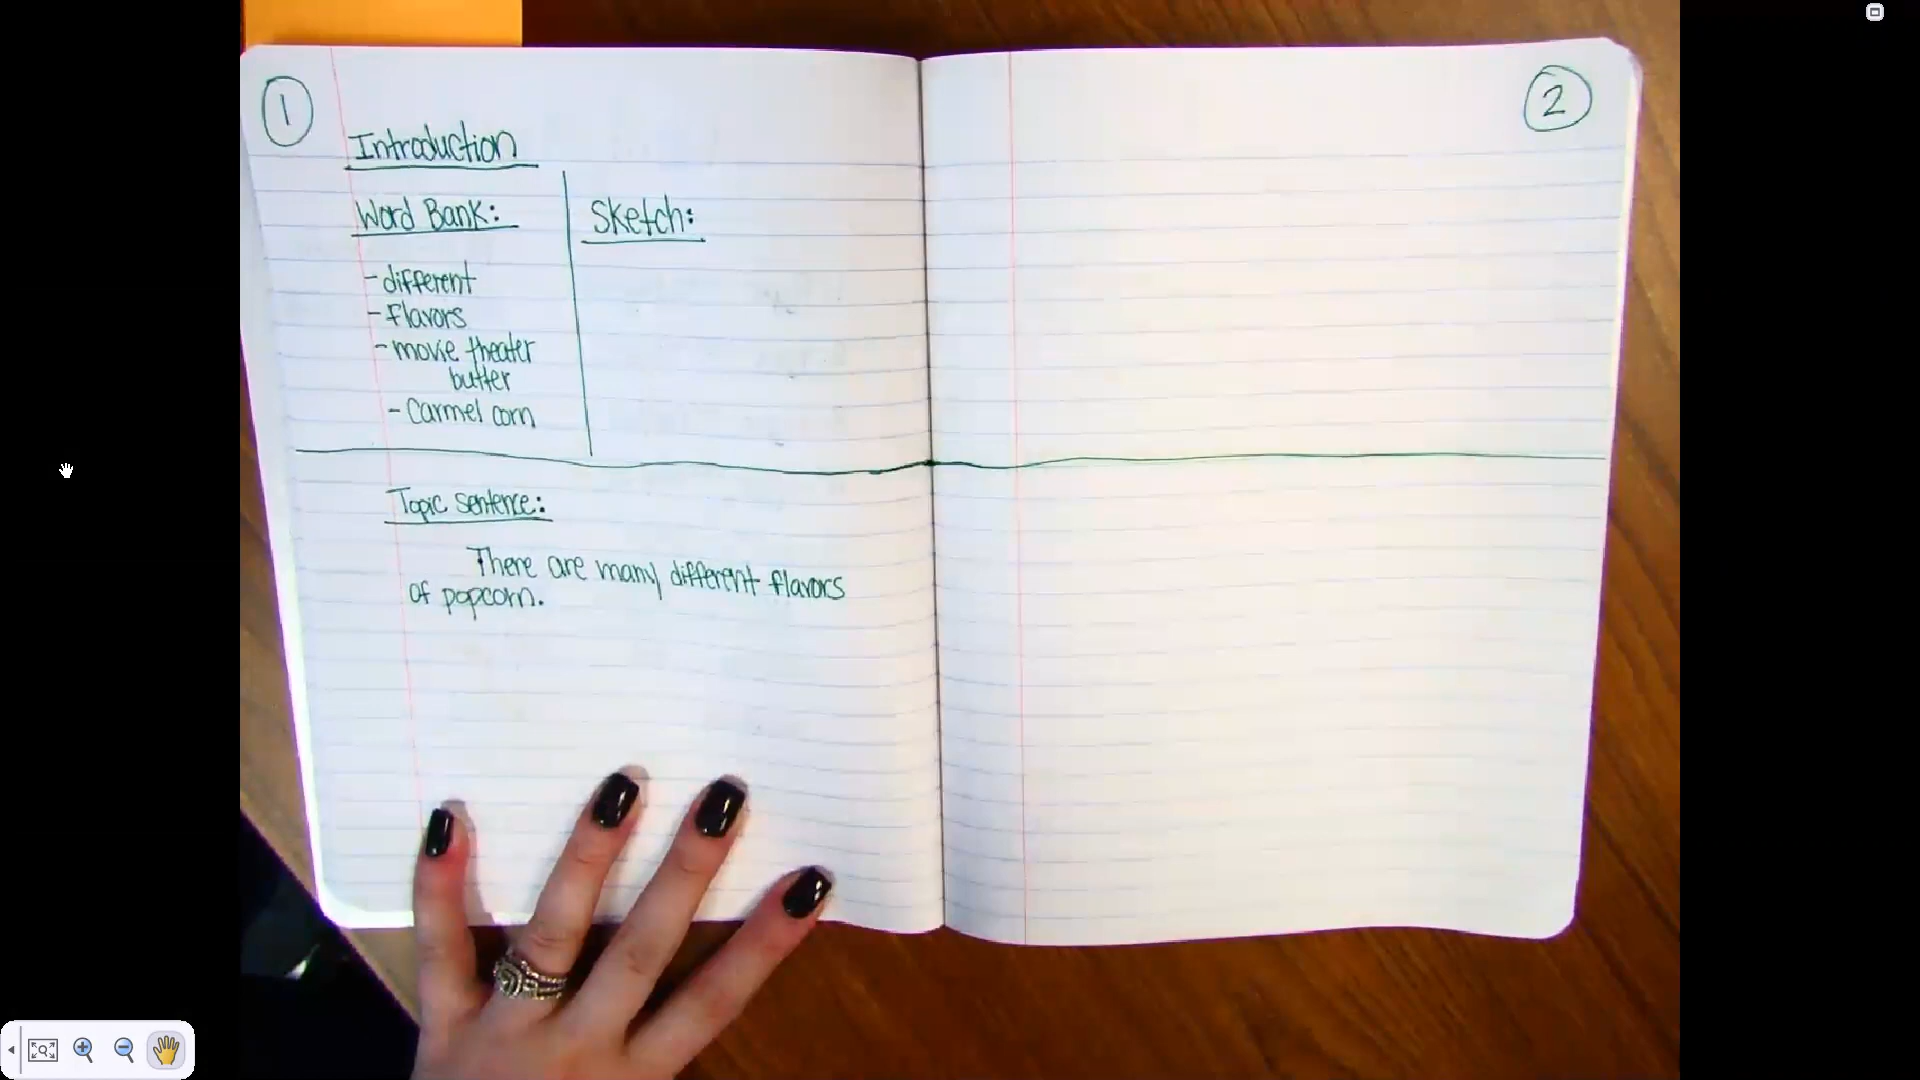 1
2
Introduction
Word Bank:
- different
- flavors
- movie theater
butter
- Carmel corn
Sketch:
Topic Sentence:
There are many different flavors
of popcorn.